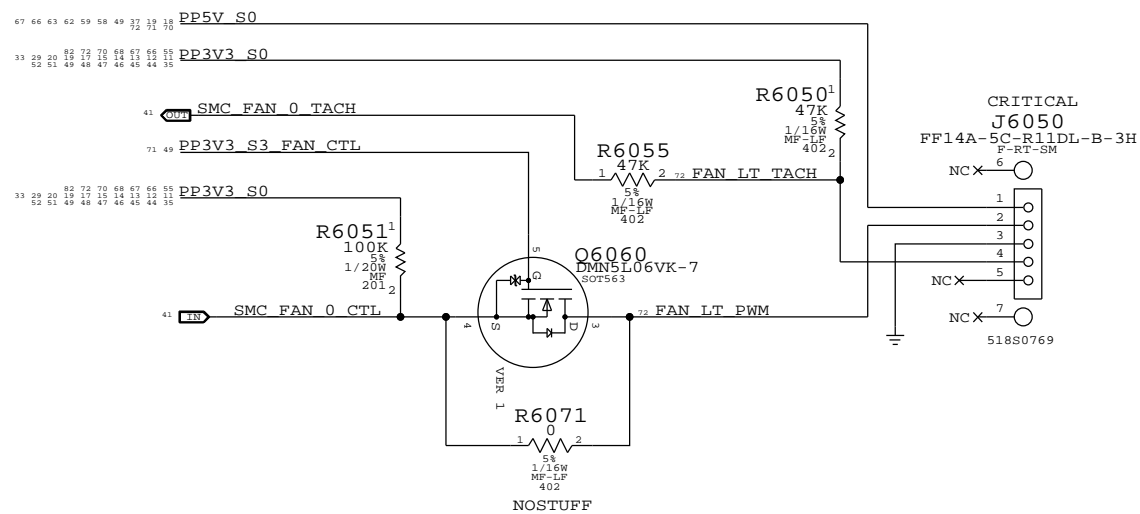 67 66 63 62 59 58 49 37 19 18
72 71 70
PP5V_S0
82 72 70 68 67 66 55
33 29 20 19 17 15 14 13 12 11
52 51 49 48 47 46 45 44 35
PP3V3_S0
41 OUT SMC_FAN_0_TACH
71 49 PP3V3_S3_FAN_CTL
82 72 70 68 67 66 55
33 29 20 19 17 15 14 13 12 11
52 51 49 48 47 46 45 44 35
PP3V3_S0
R6050
47K
5%
1/16W
MF-LF
402
1
2
R6055
47K
1 2
5%
1/16W
MF-LF
402
72 FAN_LT_TACH
R6051
100K
5%
1/20W
MF
201
1
2
41 IN SMC_FAN_0_CTL
Q6060
DMN5L06VK-7
SOT563
5
G
4
S
D
3
VER 1
72 FAN_LT_PWM
R6071
0
1 2
5%
1/16W
MF-LF
402
NOSTUFF
CRITICAL
J6050
FF14A-5C-R11DL-B-3H
F-RT-SM
NC 6
1
2
3
4
NC 5
NC 7
518S0769